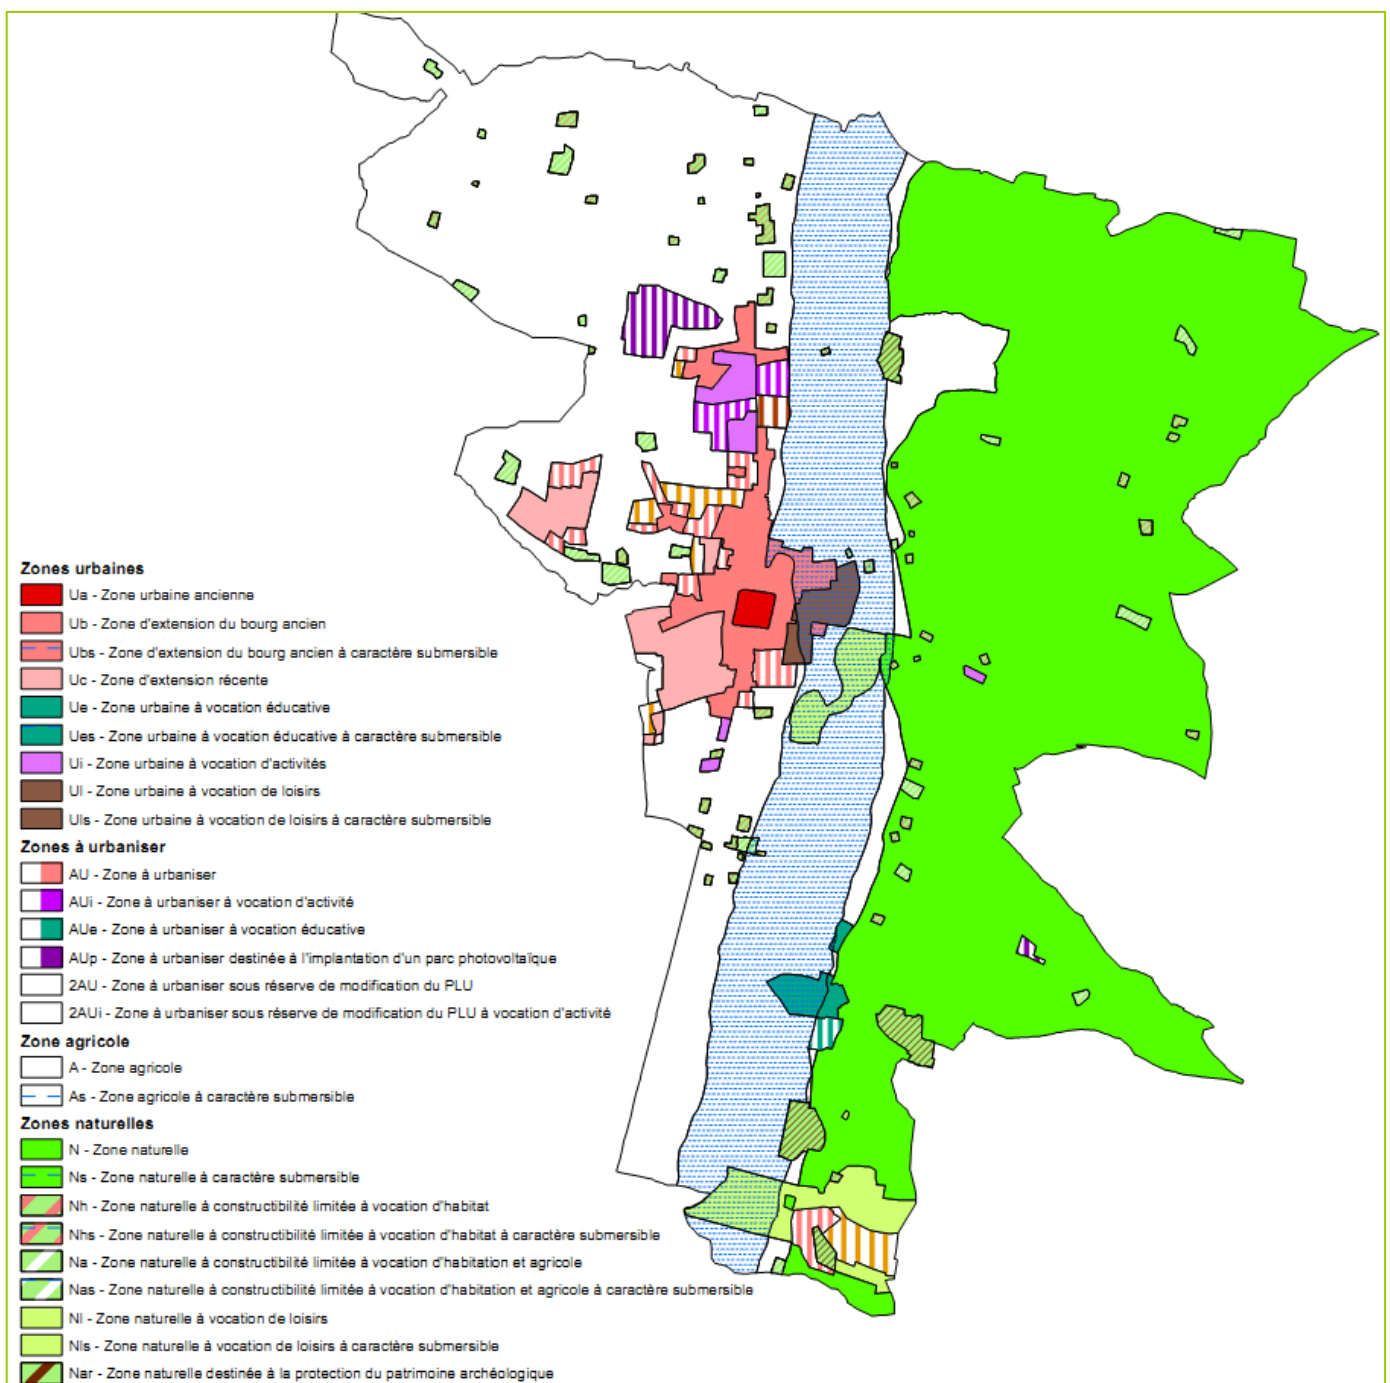 Zones urbaines
Ua - Zone urbaine ancienne
Ub - Zone d'extension du bourg ancien
Ubs - Zone d'extension du bourg ancien à caractère submersible
Uc - Zone d'extension récente
Ue - Zone urbaine à vocation éducative
Ues - Zone urbaine à vocation éducative à caractère submersible
Ui - Zone urbaine à vocation d'activités
Ul - Zone urbaine à vocation de loisirs
Uls - Zone urbaine à vocation de loisirs à caractère submersible
Zones à urbaniser
AU - Zone à urbaniser
AUi - Zone à urbaniser à vocation d'activité
AUe - Zone à urbaniser à vocation éducative
AUp - Zone à urbaniser destinée à l'implantation d'un parc photovoltaïque
2AU - Zone à urbaniser sous réserve de modification du PLU
2AUi - Zone à urbaniser sous réserve de modification du PLU à vocation d'activité
Zone agricole
A - Zone agricole
As - Zone agricole à caractère submersible
Zones naturelles
N - Zone naturelle
Ns - Zone naturelle à caractère submersible
Nh - Zone naturelle à constructibilité limitée à vocation d'habitat
Nhs - Zone naturelle à constructibilité limitée à vocation d'habitat à caractère submersible
Na - Zone naturelle à constructibilité limitée à vocation d'habitation et agricole
Nas - Zone naturelle à constructibilité limitée à vocation d'habitation et agricole à caractère submersible
Nl - Zone naturelle à vocation de loisirs
Nls - Zone naturelle à vocation de loisirs à caractère submersible
Nar - Zone naturelle destinée à la protection du patrimoine archéologique